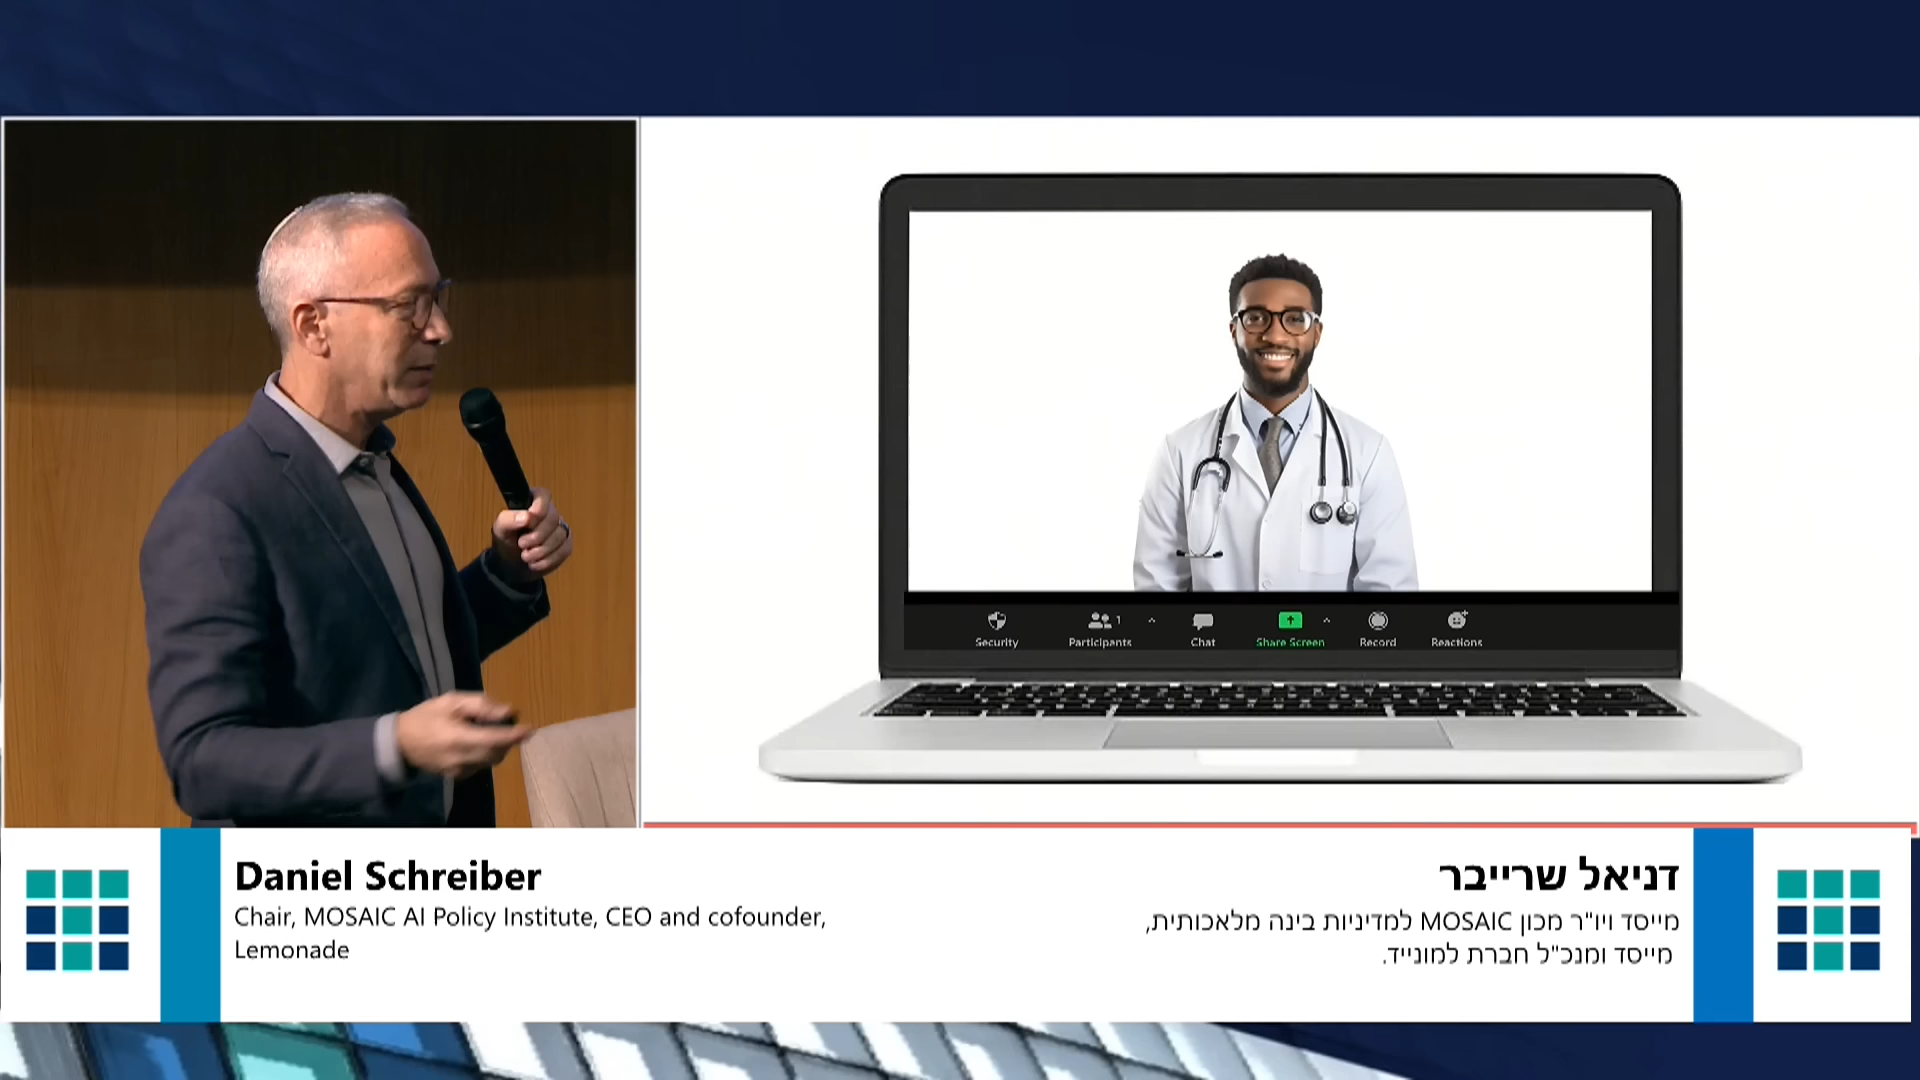 Security
Participants
1
Chat
Share Screen
Record
Reactions
Daniel Schreiber
Chair, MOSAIC AI Policy Institute, CEO and cofounder,
Lemonade
דניאל שרייבר
מייסד ויו"ר מכון MOSAIC למדיניות בינה מלאכותית,
מייסד ומנכ"ל חברת למונייד.